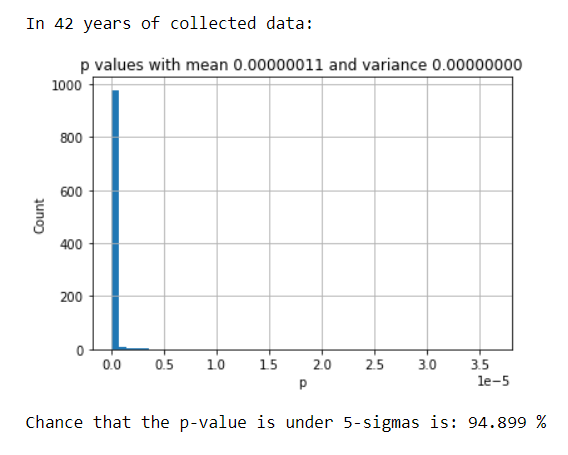 In 42 years of collected data:
p values with mean 0.00000011 and variance 0.00000000
1000
800
600
400
200
0
Count
0.0 0.5 1.0 1.5 2.0 2.5 3.0 3.5
1e−5
p
Chance that the p-value is under 5-sigmas is: 94.899 %